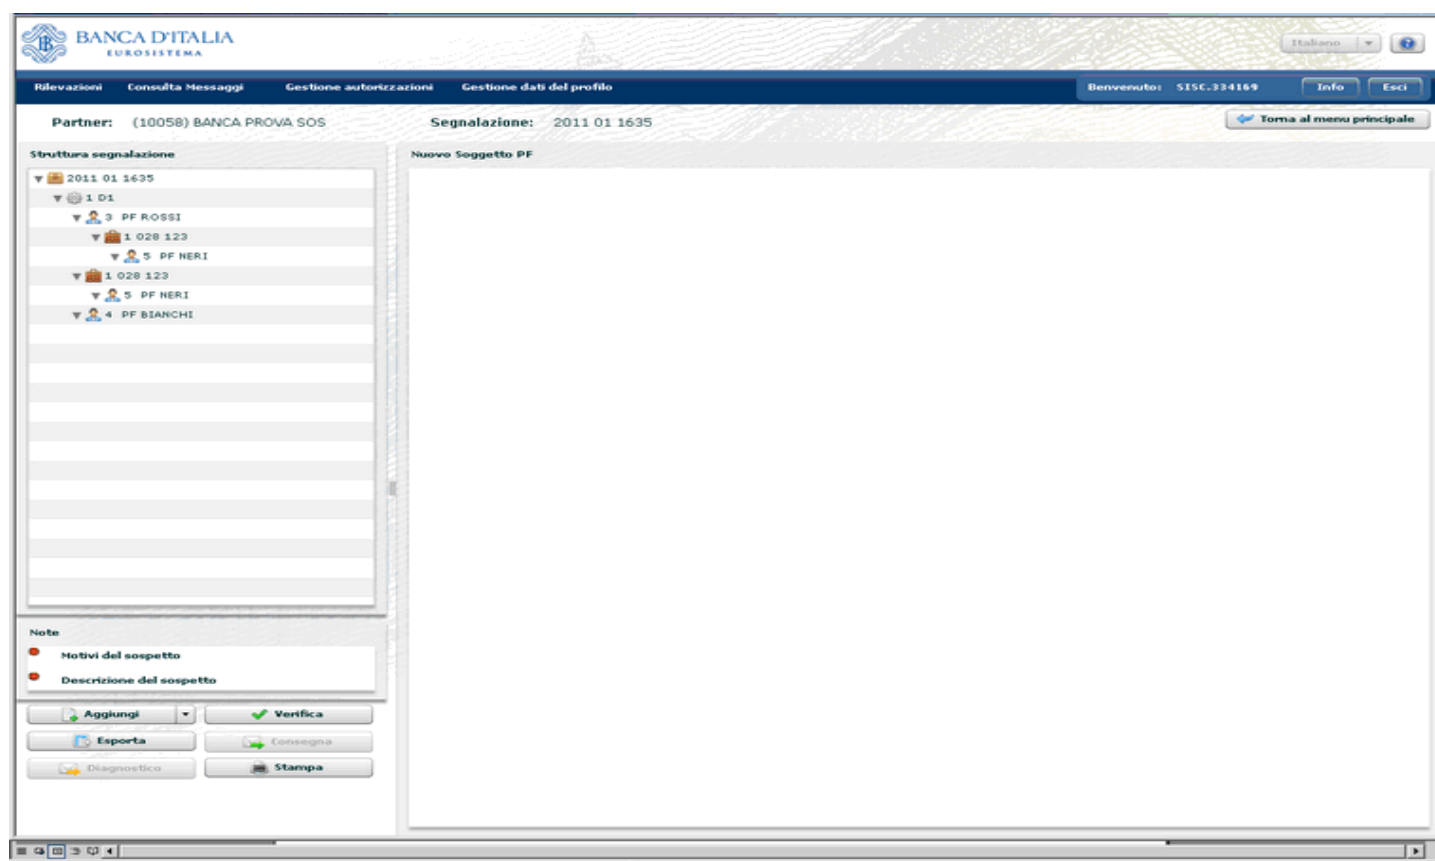 BANCA D'ITALIA
EUROSISTEMA
Italiano
Rilevazioni Consulta Messaggi Gestione autorizzazioni Gestione dati del profilo Benvenuto: SISC.334169 Info Esci
Partner: (10058) BANCA PROVA SOS Segnalazione: 2011 01 1635 Torna al menu principale
Struttura segnalazione Nuovo Soggetto PF
2011 01 1635
1 D1
3 PF ROSSI
1 028 123
5 PF NERI
1 028 123
5 PF NERI
4 PF BIANCHI
Note
Motivi del sospetto
Descrizione del sospetto
Aggiungi Verifica
Esporta Consegna
Diagnostico Stampa